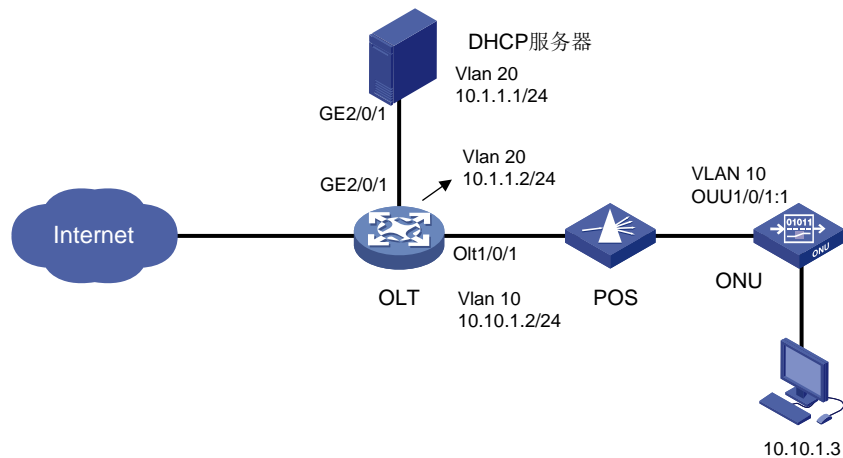 DHCP服务器
Vlan 20
10.1.1.1/24
GE2/0/1
Vlan 20
10.1.1.2/24
GE2/0/1
VLAN 10
OUU1/0/1:1
01011
ONU
Internet
Olt1/0/1
OLT
Vlan 10
10.10.1.2/24
POS
ONU
10.10.1.3